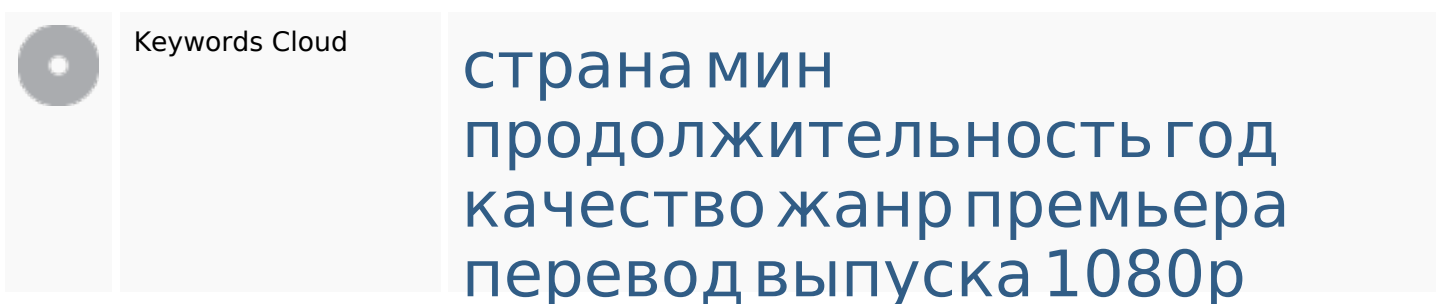 Keywords Cloud
страна мин
продолжительность год
качество жанр премьера
перевод выпуска 1080p